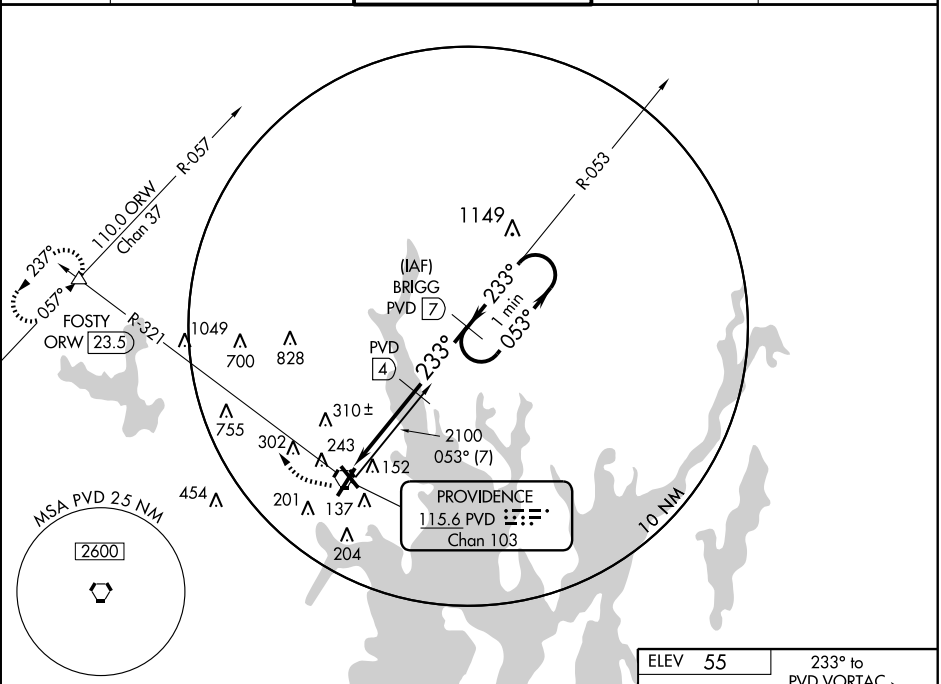 R-057
110.0 ORW
Chan 37
237°
057°
FOSTY
ORW 23.5
R-321
1049
700
828
755
454
R-053
1149
(IAF)
BRIGG
PVD 7
233°
1 min
053°
233°
PVD
4
310±
302
243
152
201
137
204
2100
053° (7)
PROVIDENCE
115.6 PVD
Chan 103
10 NM
MSA PVD 25 NM
2600
ELEV 55
233° to
PVD VORTAC